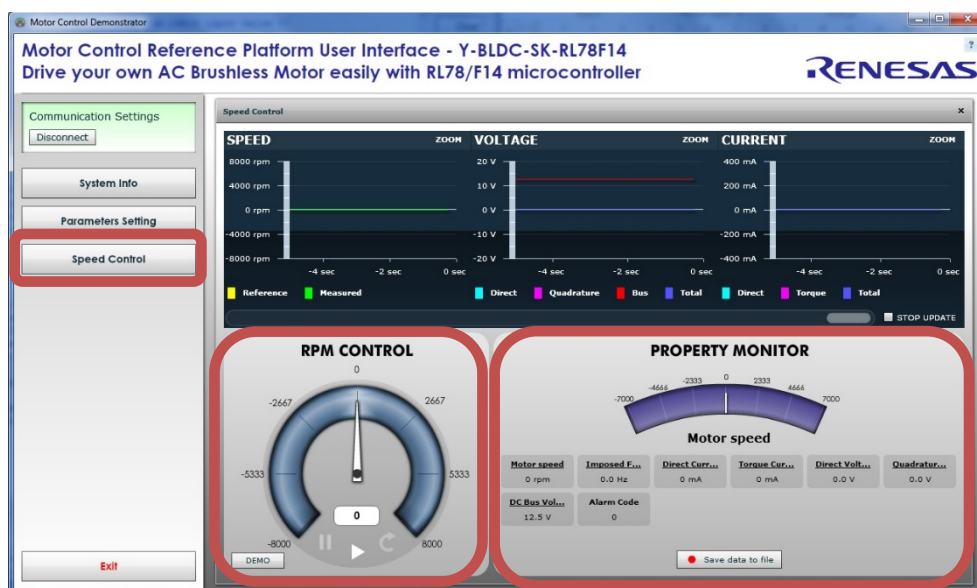 Motor Control Demonstrator
Motor Control Reference Platform User Interface - Y-BLDC-SK-RL78F14
Drive your own AC Brushless Motor easily with RL78/F14 microcontroller
?
RENESAS
Communication Settings
Disconnect
System Info
Parameters Setting
Speed Control
Exit
Speed Control
x
SPEED
ZOOM
8000 rpm
4000 rpm
0 rpm
-4000 rpm
-8000 rpm
-4 sec
-2 sec
0 sec
Reference
Measured
VOLTAGE
ZOOM
20 V
10 V
0 V
-10 V
-20 V
-4 sec
-2 sec
0 sec
Direct
Quadrature
Bus
Total
CURRENT
ZOOM
400 mA
200 mA
0 mA
-200 mA
-400 mA
-4 sec
-2 sec
0 sec
Direct
Torque
Total
STOP UPDATE
RPM CONTROL
0
-2667
2667
-5333
5333
0
-8000
8000
DEMO
PROPERTY MONITOR
-7000
-4666
-2333
0
2333
4666
7000
Motor speed
Motor speed
0 rpm
Imposed F...
0.0 Hz
Direct Curr...
0 mA
Torque Cur...
0 mA
Direct Volt...
0.0 V
Quadratur...
0.0 V
DC Bus Vol...
12.5 V
Alarm Code
0
Save data to file